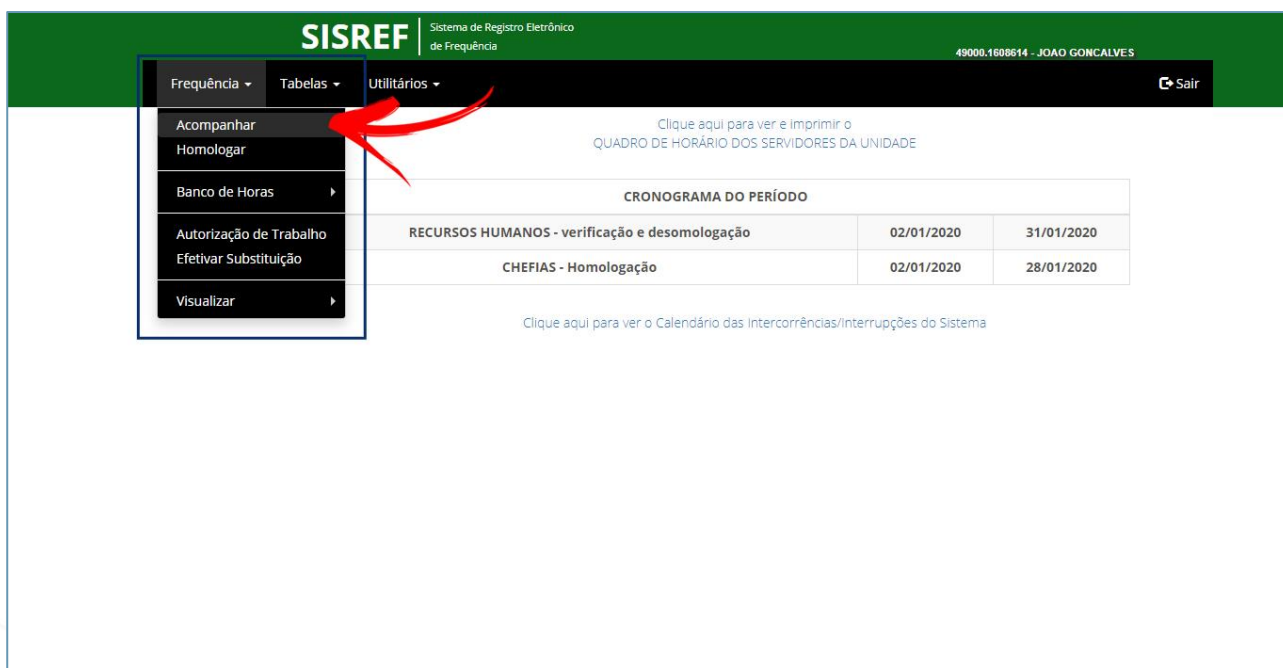 SISREF
Sistema de Registro Eletrônico
de Frequência
49000.1608614 - JOAO GONCALVES
Frequência
Tabelas
Utilitários
Sair
Acompanhar
Homologar
Banco de Horas
Autorização de Trabalho
Efetivar Substituição
Visualizar
Clique aqui para ver e imprimir o
QUADRO DE HORÁRIO DOS SERVIDORES DA UNIDADE
CRONOGRAMA DO PERÍODO
RECURSOS HUMANOS - verificação e desomologação 02/01/2020 31/01/2020
CHEFIAS - Homologação 02/01/2020 28/01/2020
Clique aqui para ver o Calendário das Intercorrências/Interrupções do Sistema